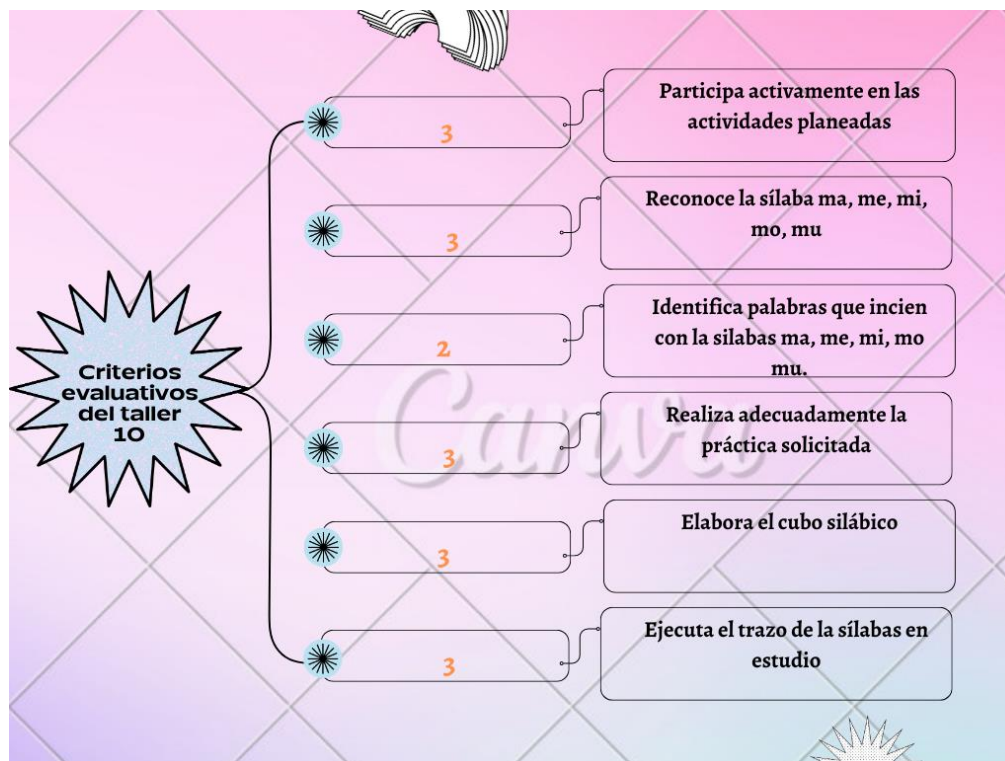 Criterios
evaluativos
del taller
10
3
Participa activamente en las
actividades planeadas
3
Reconoce la sílaba ma, me, mi,
mo, mu
2
Identifica palabras que incien
con la silabas ma, me, mi, mo
mu.
3
Realiza adecuadamente la
práctica solicitada
3
Elabora el cubo silábico
3
Ejecuta el trazo de la sílabas en
estudio
Canva